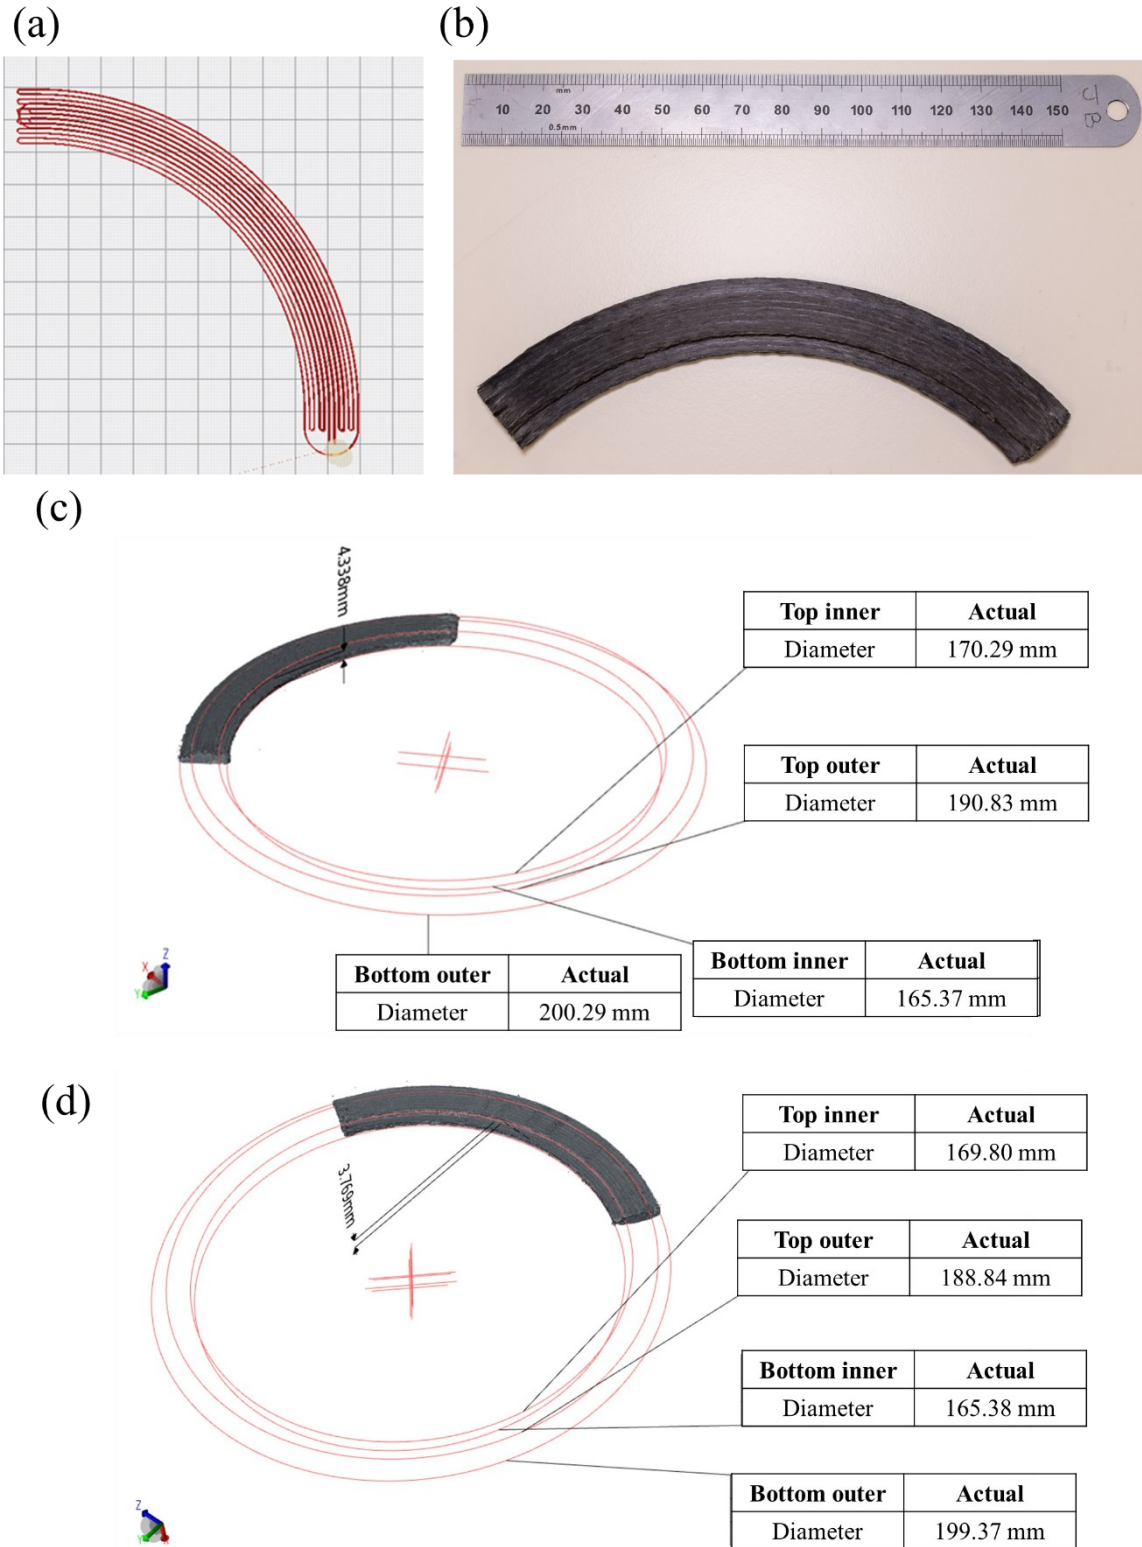 (a)
(b)
mm
10 20 30 40 50 60 70 80 90 100 110 120 130 140 150
0.5mm
JB
(c)
4.338mm
Top inner Actual
Diameter 170.29 mm
Top outer Actual
Diameter 190.83 mm
Bottom inner Actual
Diameter 165.37 mm
Bottom outer Actual
Diameter 200.29 mm
Z
X
Y
(d)
3.769mm
Top inner Actual
Diameter 169.80 mm
Top outer Actual
Diameter 188.84 mm
Bottom inner Actual
Diameter 165.38 mm
Bottom outer Actual
Diameter 199.37 mm
Z
Y